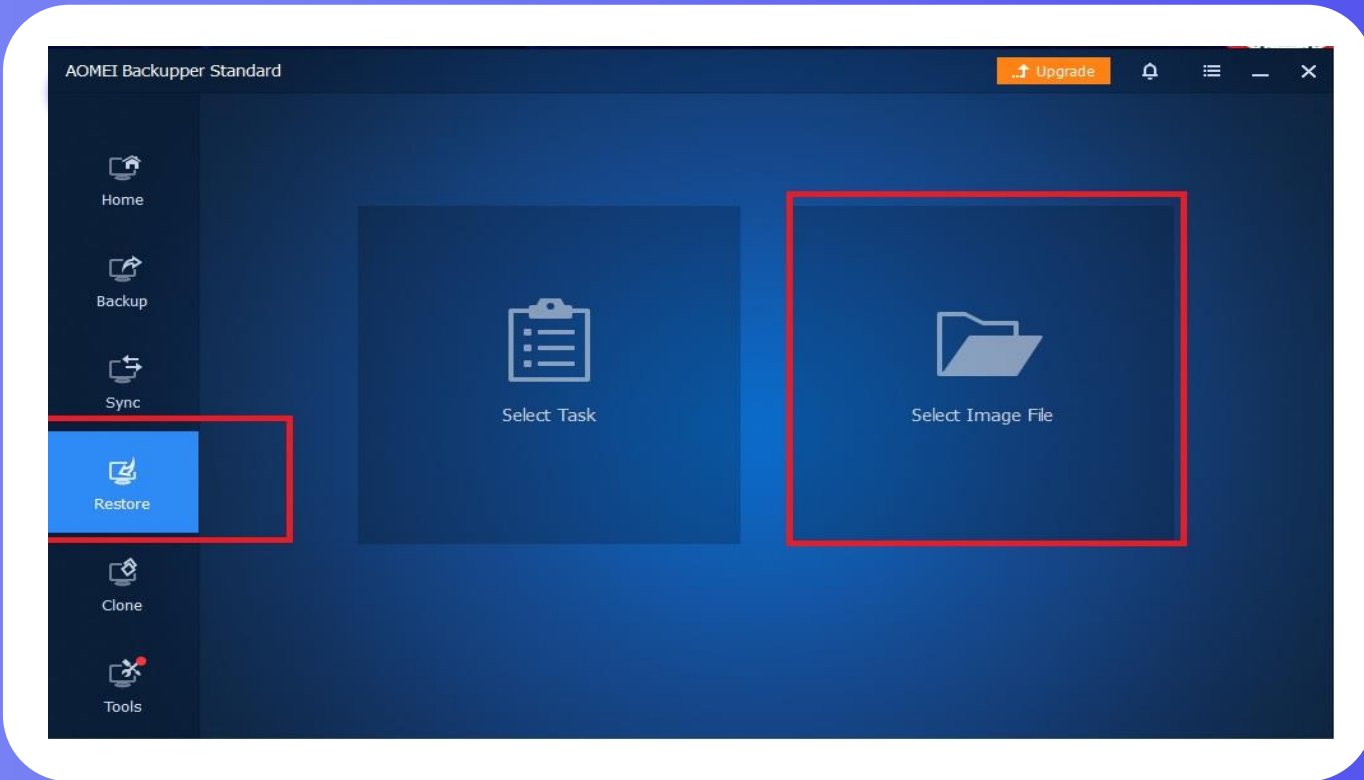 AOMEI Backupper Standard
Upgrade
Home
Backup
Sync
Restore
Clone
Tools
Select Task
Select Image File